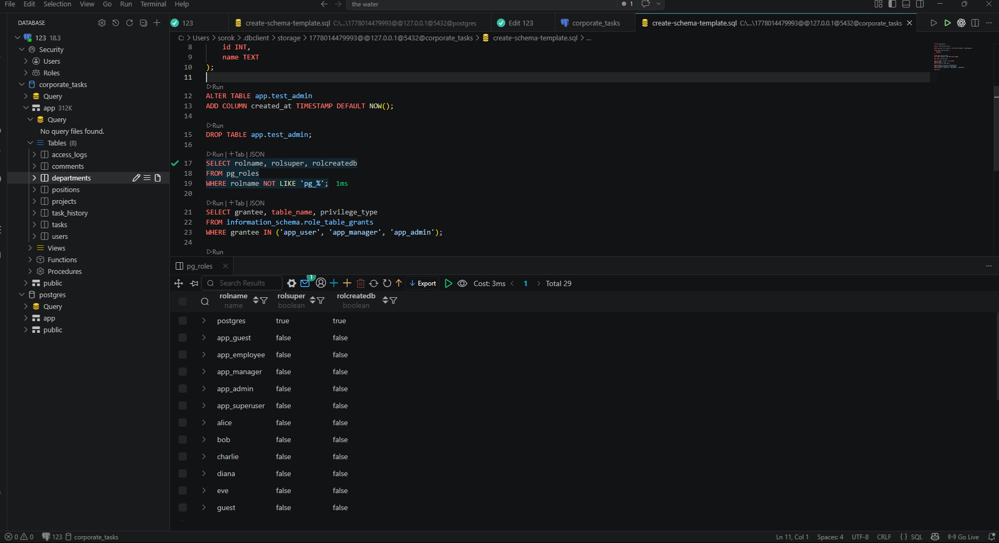 File Edit Selection View Go Run Terminal Help
the water
1
DATABASE
123 18.3
Security
Users
Roles
corporate_tasks
Query
app 312K
Query
No query files found.
Tables (8)
access_logs
comments
departments
positions
projects
task_history
tasks
users
Views
Functions
Procedures
public
postgres
Query
app
public
123
create-schema-template.sql C:\...\1778014479993@@127.0.0.1@5432@postgres
Edit 123
corporate_tasks
create-schema-template.sql C:\...\1778014479993@@127.0.0.1@5432@corporate_tasks
C: > Users > sorok > .dbclient > storage > 1778014479993@@127.0.0.1@5432@corporate_tasks > create-schema-template.sql > ...
8 id INT,
9 name TEXT
10 );
11
Run
12 ALTER TABLE app.test_admin
13 ADD COLUMN created_at TIMESTAMP DEFAULT NOW();
14
Run
15 DROP TABLE app.test_admin;
16
Run | +Tab | JSON
17 SELECT rolname, rolsuper, rolcreatedb
18 FROM pg_roles
19 WHERE rolname NOT LIKE 'pg_%'; 1ms
20
Run | +Tab | JSON
21 SELECT grantee, table_name, privilege_type
22 FROM information_schema.role_table_grants
23 WHERE grantee IN ('app_user', 'app_manager', 'app_admin');
24
Run
pg_roles
Search Results 1 Export Cost: 3ms < 1 > Total 29
rolname rolsuper rolcreatedb
name boolean boolean
postgres true true
app_guest false false
app_employee false false
app_manager false false
app_admin false false
app_superuser false false
alice false false
bob false false
charlie false false
diana false false
eve false false
guest false false
0 0 123 corporate_tasks
Ln 11, Col 1 Spaces: 4 UTF-8 CRLF { } SQL Go Live